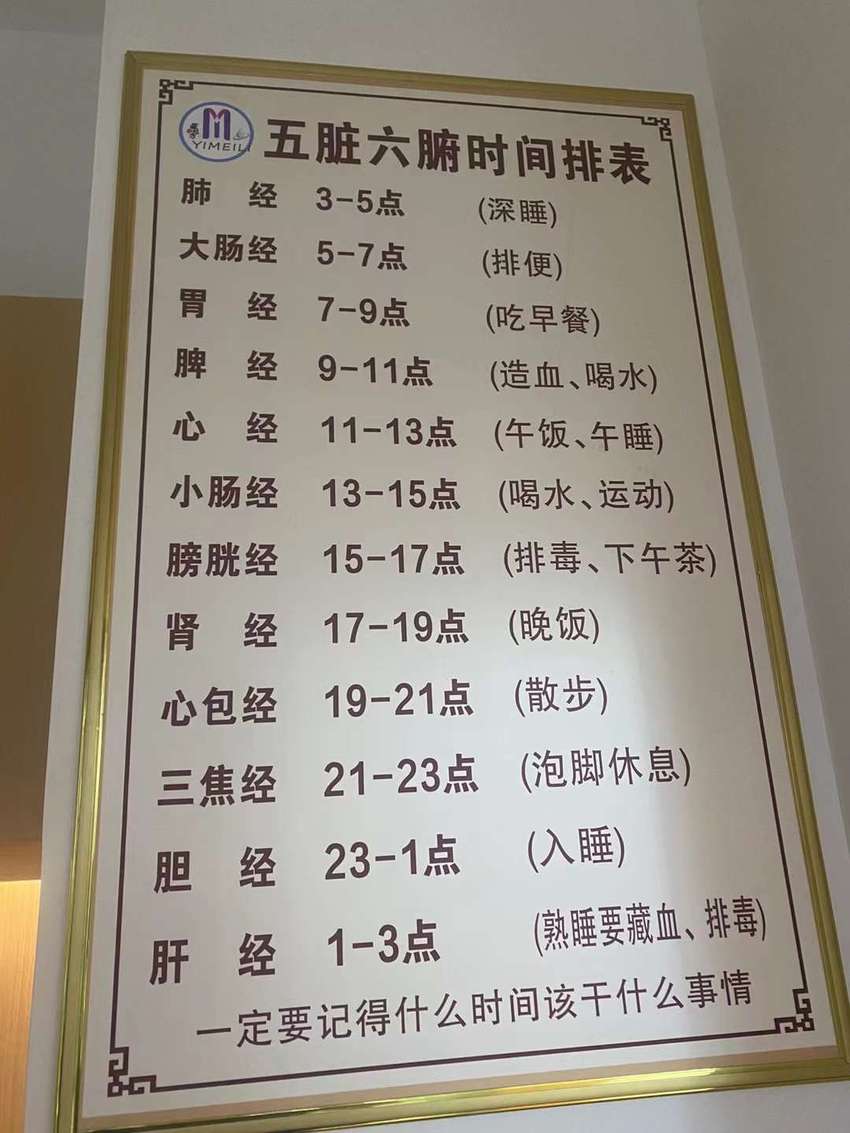 YIMEILI
五脏六腑时间排表
肺 经 3-5点 (深睡)
大肠经 5-7点 (排便)
胃 经 7-9点 (吃早餐)
脾 经 9-11点 (造血、喝水)
心 经 11-13点 (午饭、午睡)
小肠经 13-15点 (喝水、运动)
膀胱经 15-17点 (排毒、下午茶)
肾 经 17-19点 (晚饭)
心包经 19-21点 (散步)
三焦经 21-23点 (泡脚休息)
胆 经 23-1点 (入睡)
肝 经 1-3点 (熟睡要藏血、排毒)
一定要记得什么时间该干什么事情